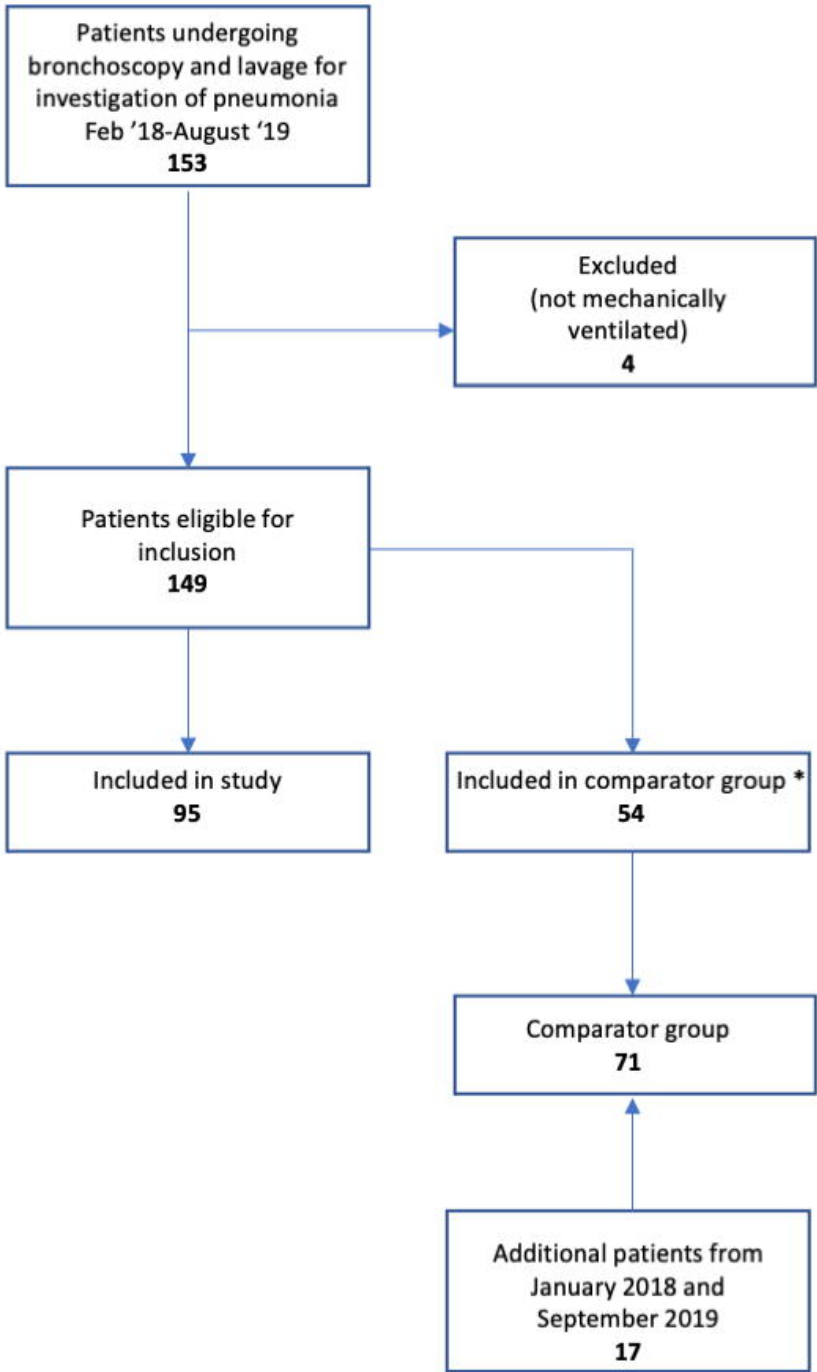 Patients undergoing
bronchoscopy and lavage for
investigation of pneumonia
Feb ’18-August ‘19
153
Excluded
(not mechanically
ventilated)
4
Patients eligible for
inclusion
149
Included in study
95
Included in comparator group *
54
Comparator group
71
Additional patients from
January 2018 and
September 2019
17